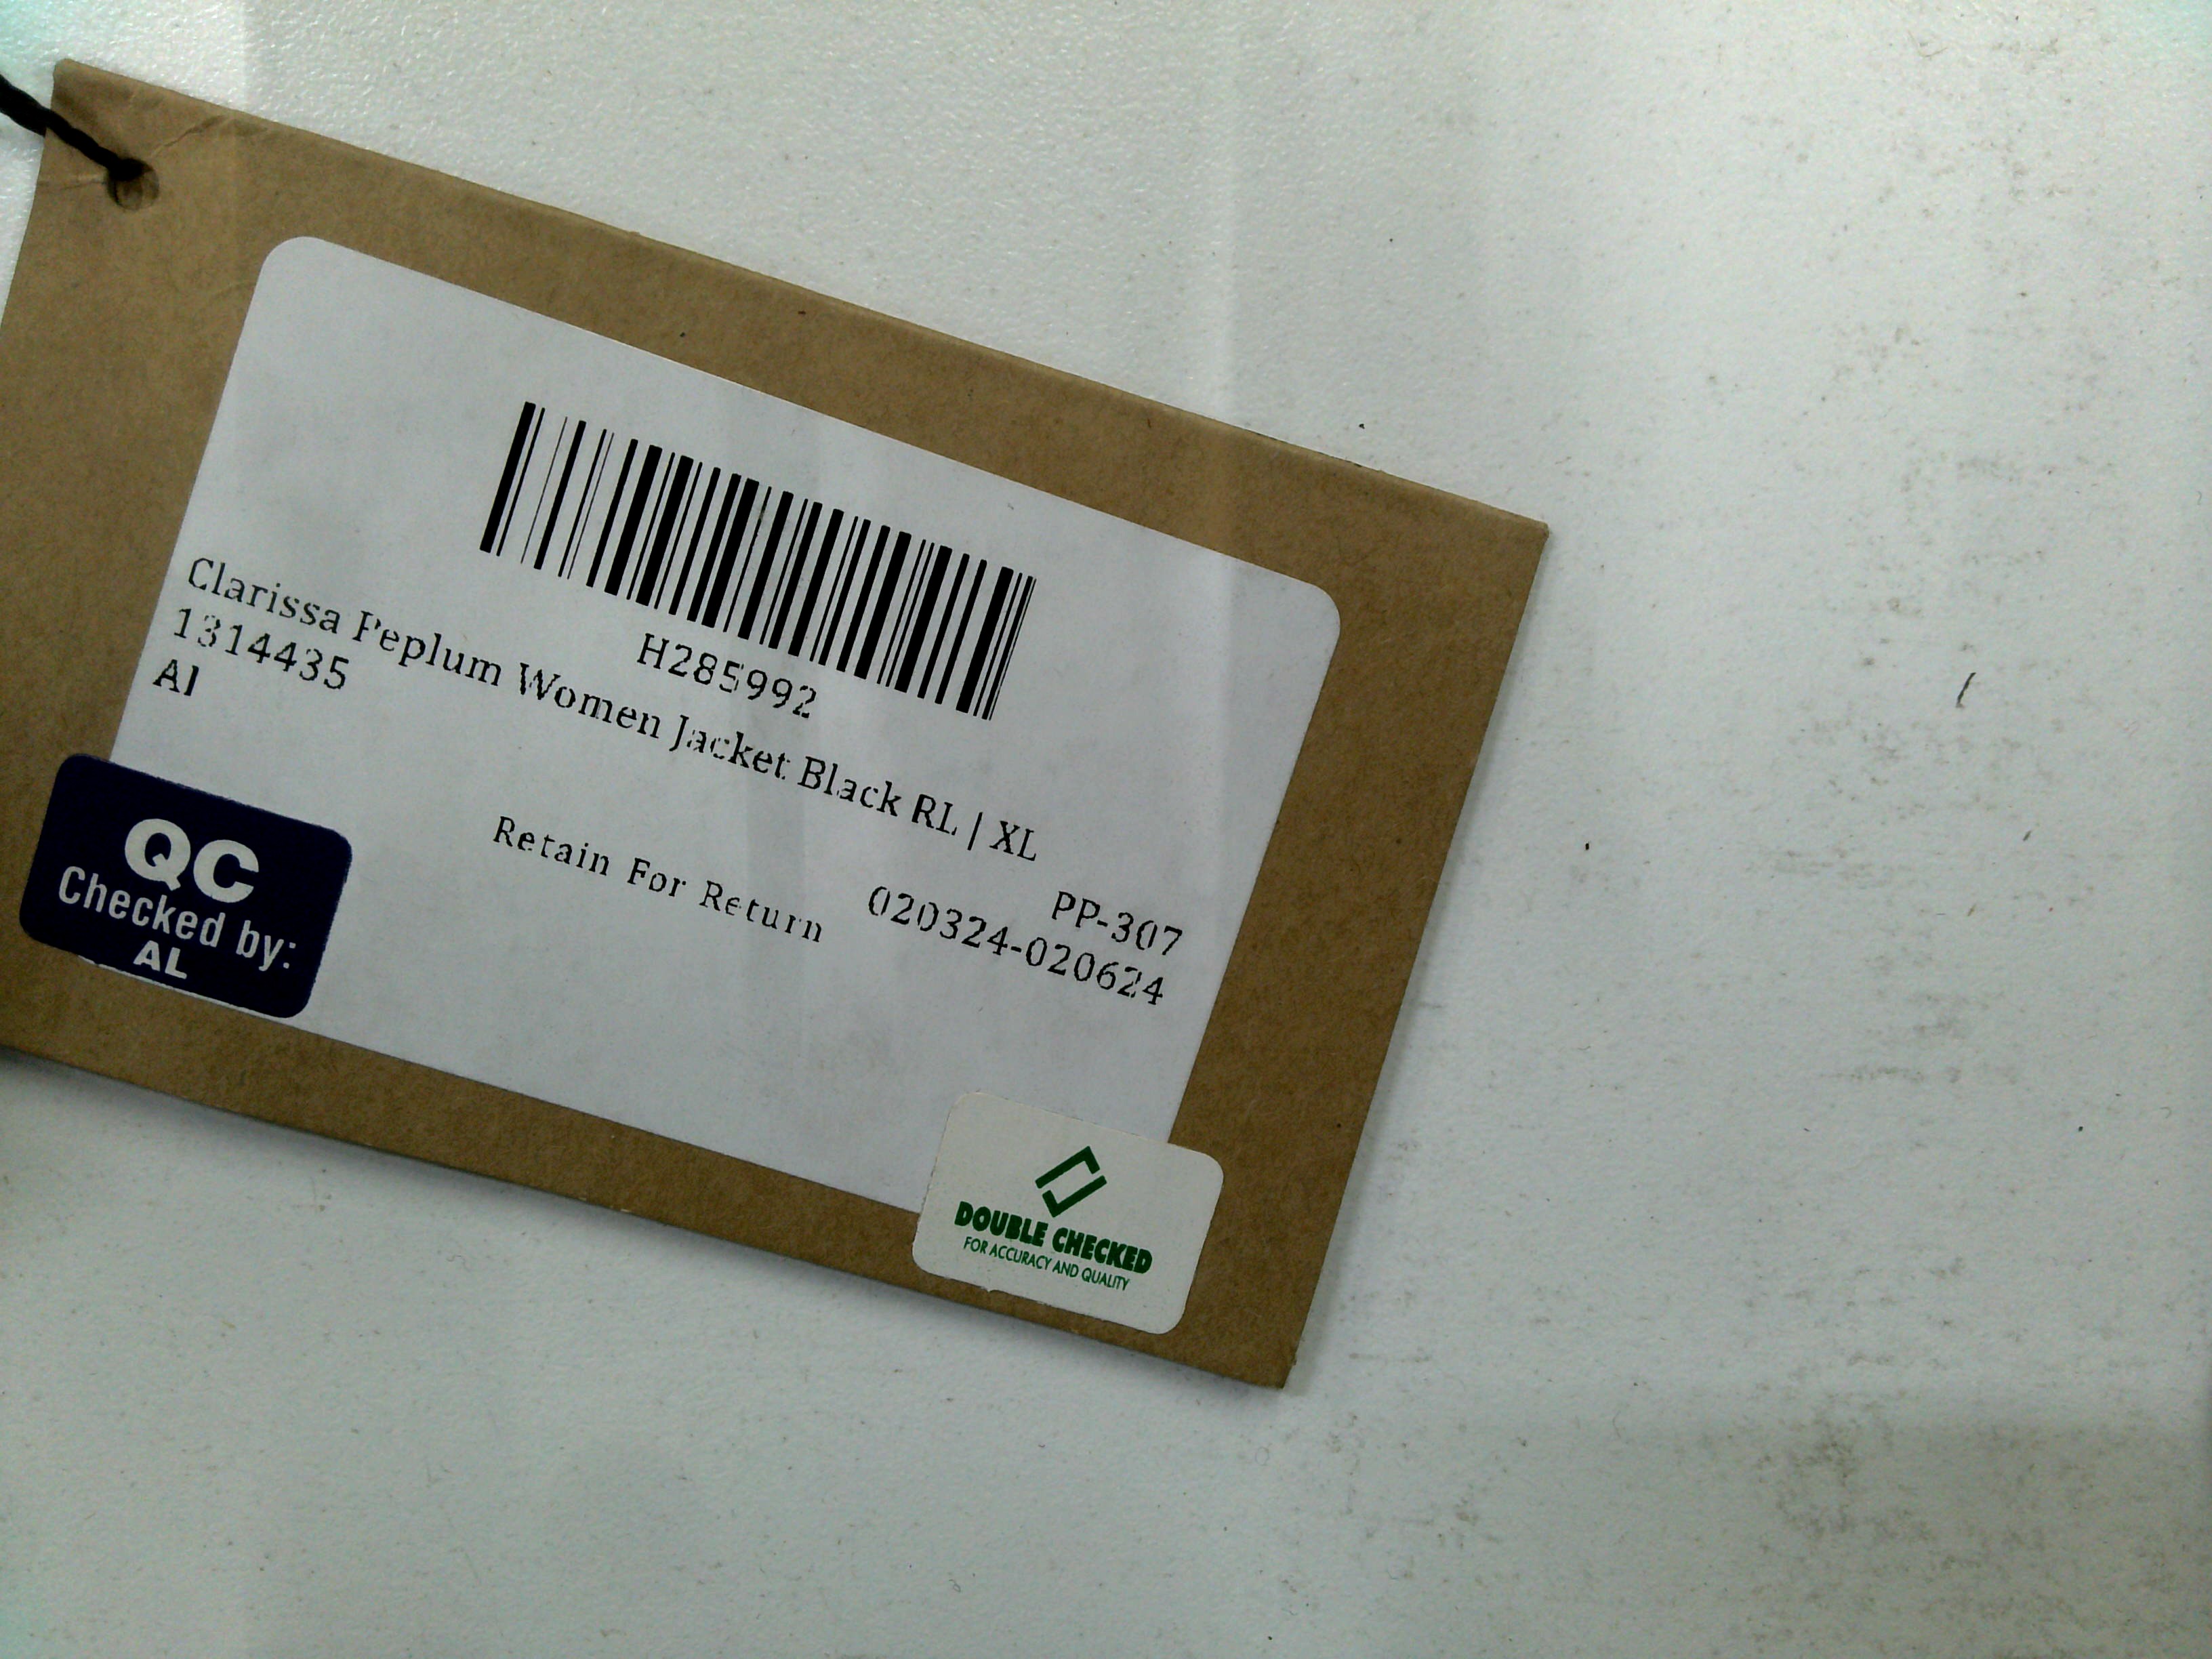 H285992
Clarissa Peplum Women Jacket Black RL | XL
1314435
AI
PP-307
020324-020624
Retain For Return
QC
Checked by:
AL
DOUBLE CHECKED
FOR ACCURACY AND QUALITY